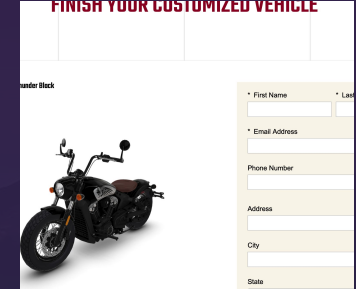 FINISH YOUR CUSTOMIZED VEHICLE
hunder Black
* First Name
* Last
* Email Address
Phone Number
Address
City
State